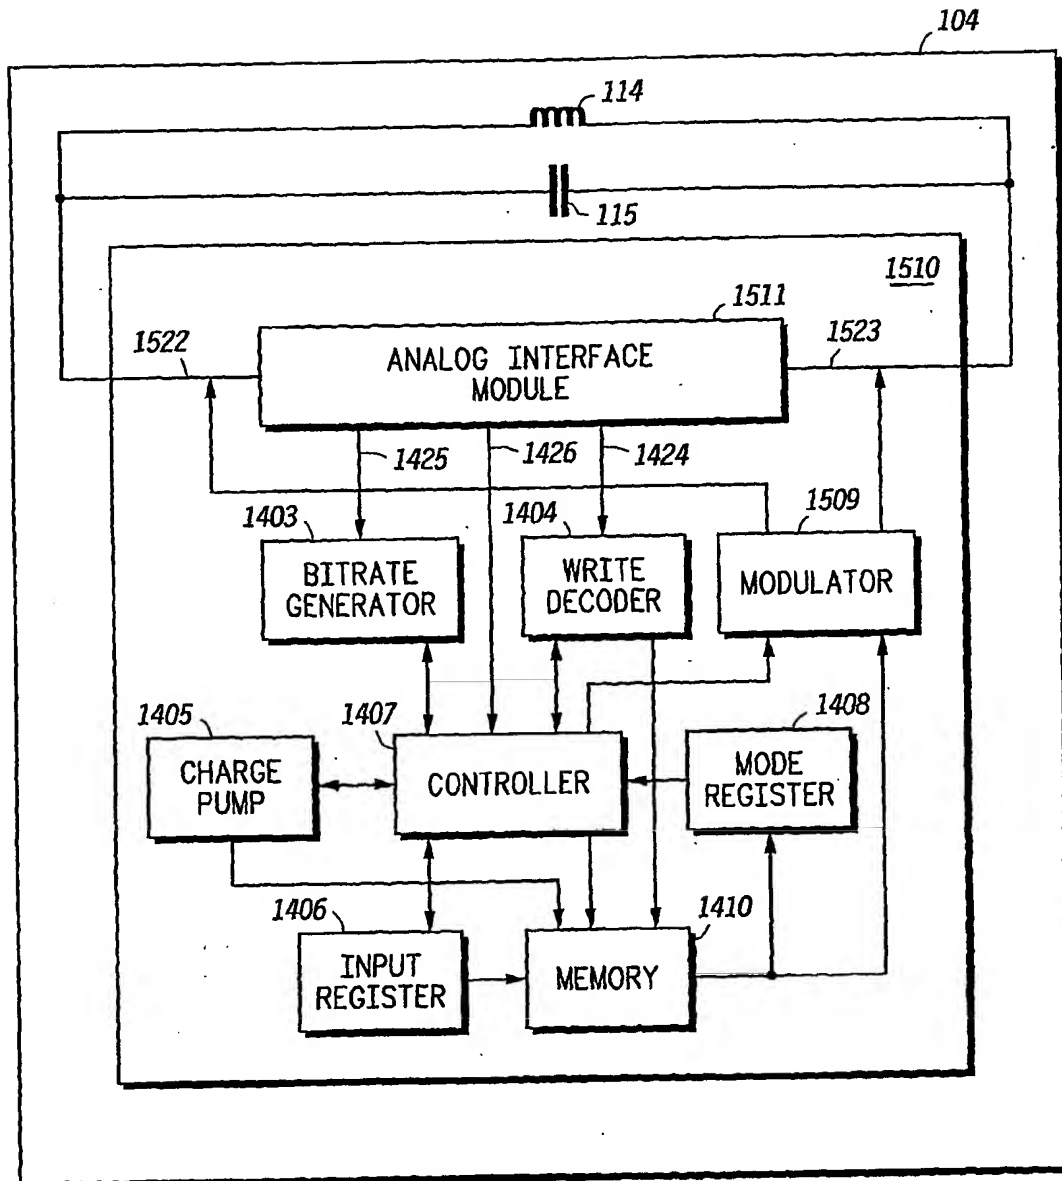 104
114
115
1510
1511
1522
ANALOG INTERFACE
MODULE
1523
1425
1426
1424
1403
1404
1509
BITRATE
GENERATOR
WRITE
DECODER
MODULATOR
1405
1407
1408
CHARGE
PUMP
CONTROLLER
MODE
REGISTER
1406
1410
INPUT
REGISTER
MEMORY